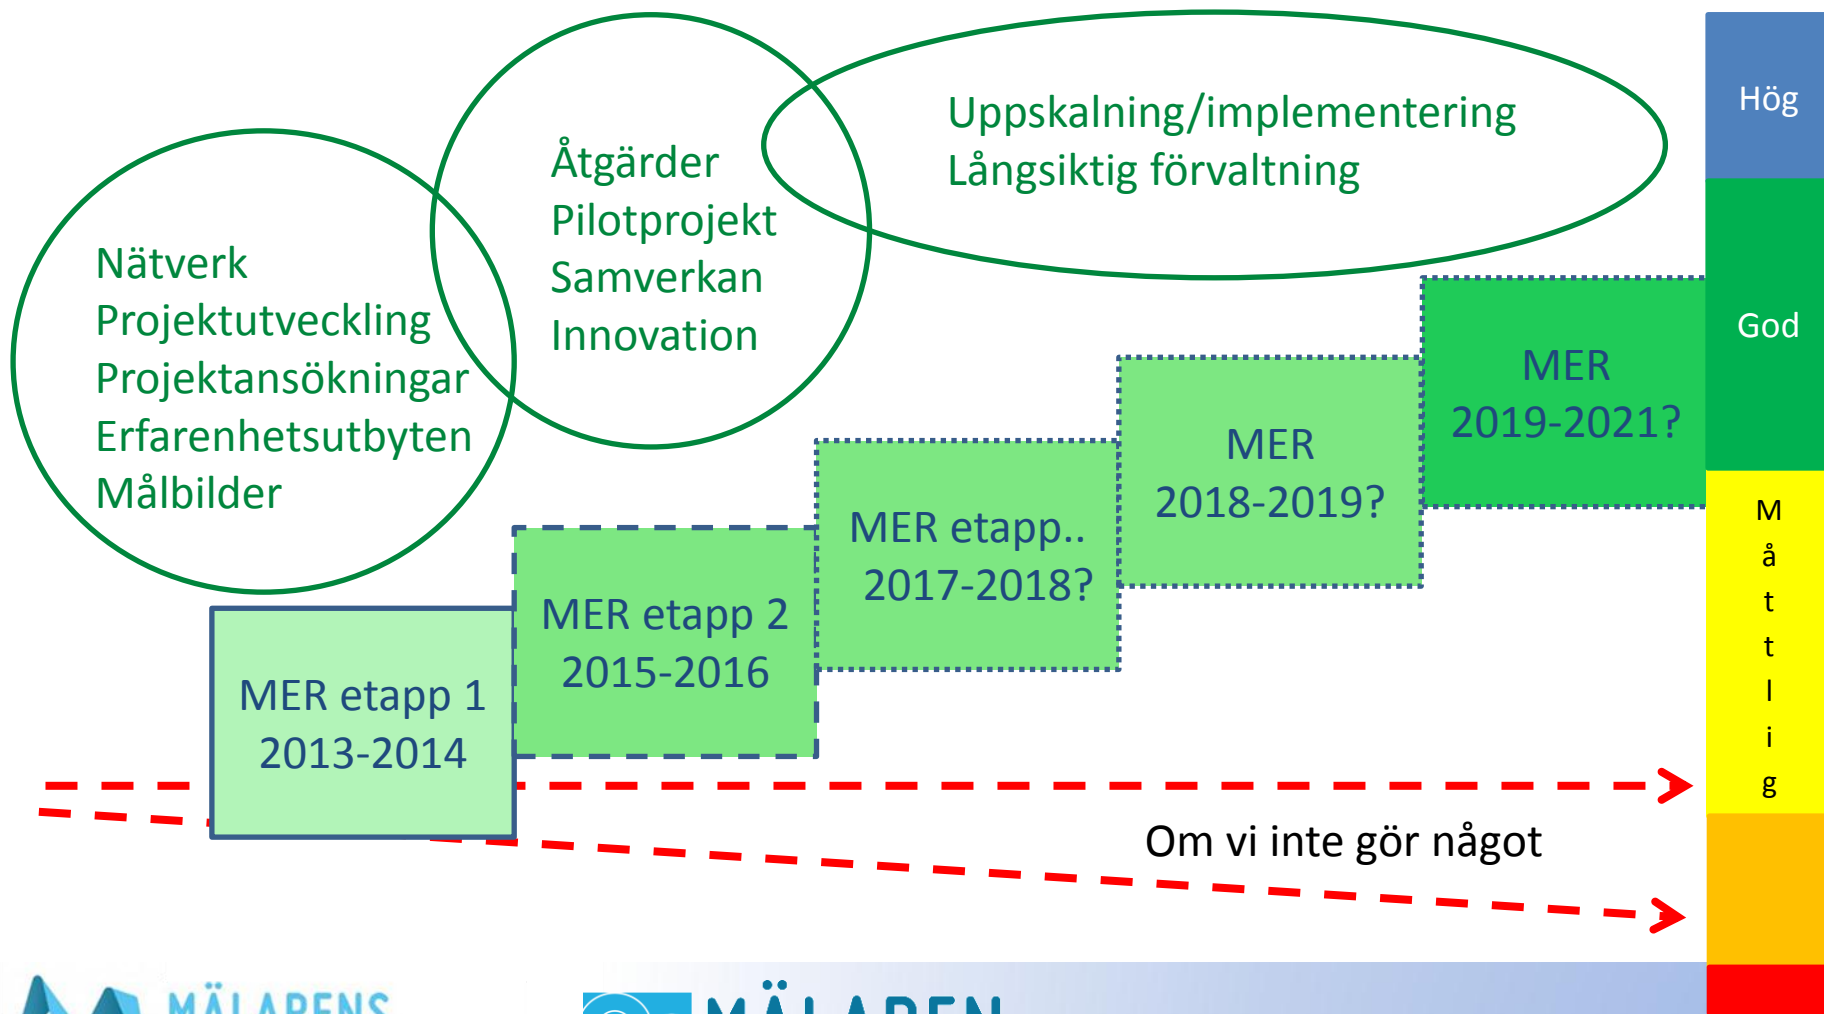 Nätverk
Projektutveckling
Projektansökningar
Erfarenhetsutbyten
Målbilder
Åtgärder
Pilotprojekt
Samverkan
Innovation
Uppskalning/implementering
Långsiktig förvaltning
MER etapp 1
2013-2014
MER etapp 2
2015-2016
MER etapp..
2017-2018?
MER
2018-2019?
MER
2019-2021?
Om vi inte gör något
Hög
God
M
å
t
t
l
i
g
MÄLARENS
MÄLAREN